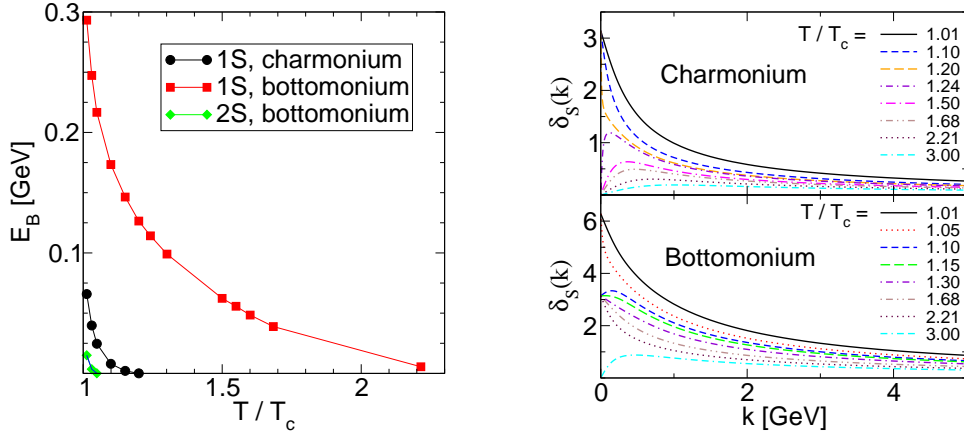 0.3
0.2
0.1
0
E_B [GeV]
1S, charmonium
1S, bottomonium
2S, bottomonium
1
1.5
2
T / T_c
3
2
1
δ_S(k)
Charmonium
T / T_c =
1.01
1.10
1.20
1.24
1.50
1.68
2.21
3.00
6
4
2
δ_S(k)
Bottomonium
T / T_c =
1.01
1.05
1.10
1.15
1.30
1.68
2.21
3.00
0
2
4
k [GeV]